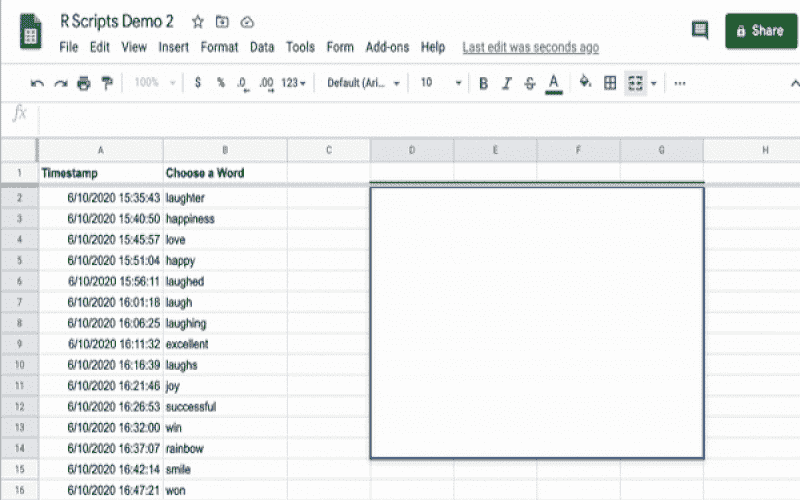 R Scripts Demo 2
File Edit View Insert Format Data Tools Form Add-ons Help Last edit was seconds ago
Share
100% $ % .0 .00 123 Default (Ari... 10 B I S A ...
fx
A B C D E F G H
1 Timestamp Choose a Word
2 6/10/2020 15:35:43 laughter
3 6/10/2020 15:40:50 happiness
4 6/10/2020 15:45:57 love
5 6/10/2020 15:51:04 happy
6 6/10/2020 15:56:11 laughed
7 6/10/2020 16:01:18 laugh
8 6/10/2020 16:06:25 laughing
9 6/10/2020 16:11:32 excellent
10 6/10/2020 16:16:39 laughs
11 6/10/2020 16:21:46 joy
12 6/10/2020 16:26:53 successful
13 6/10/2020 16:32:00 win
14 6/10/2020 16:37:07 rainbow
15 6/10/2020 16:42:14 smile
16 6/10/2020 16:47:21 won